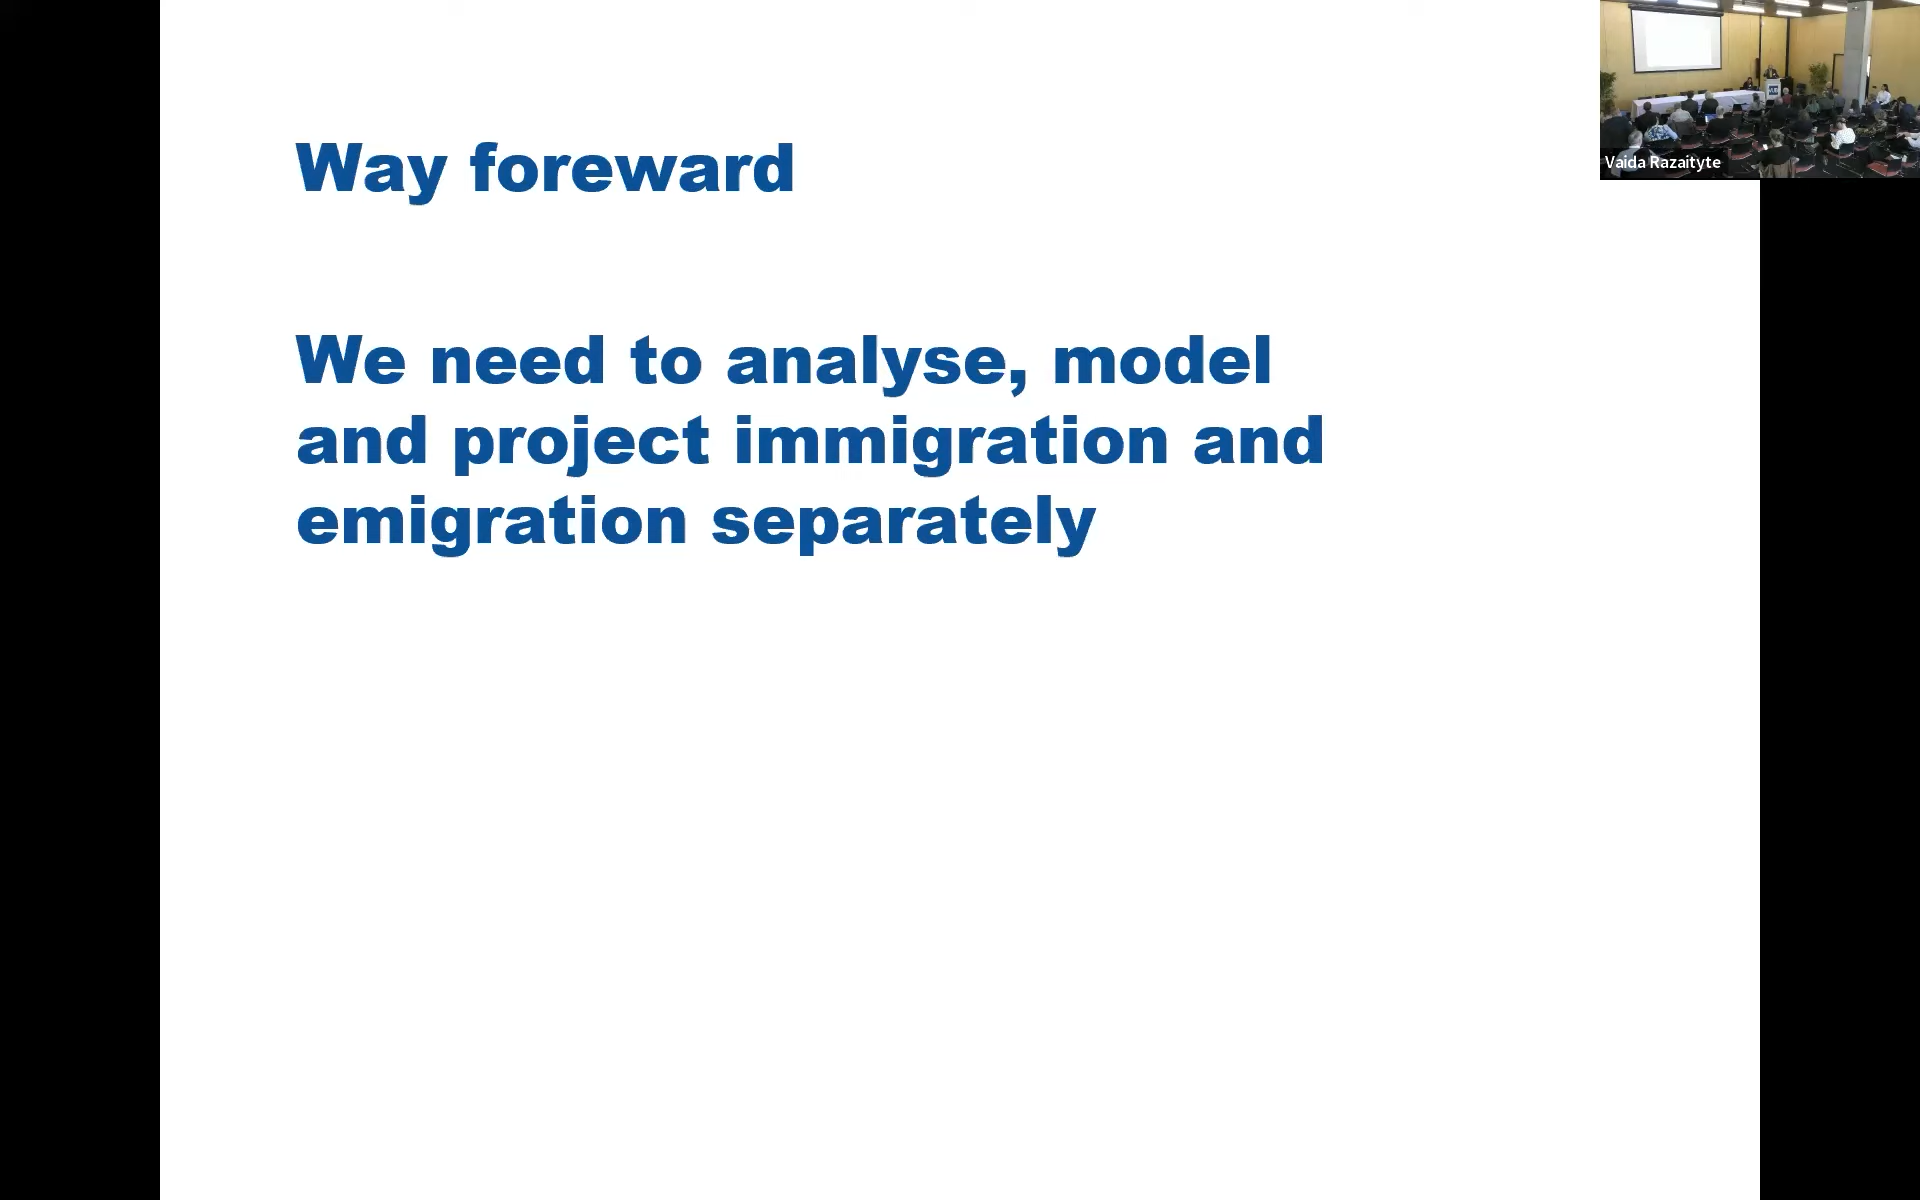 Way foreward
We need to analyse, model
and project immigration and
emigration separately
Vaida Razaityte